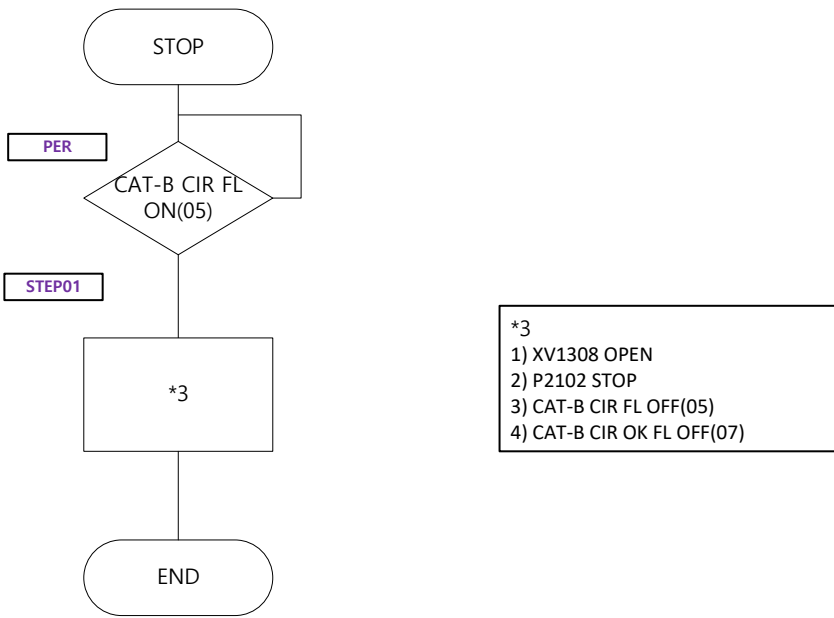 STOP
PER
CAT-B CIR FL
ON(05)
STEP01
*3
*3
1) XV1308 OPEN
2) P2102 STOP
3) CAT-B CIR FL OFF(05)
4) CAT-B CIR OK FL OFF(07)
END